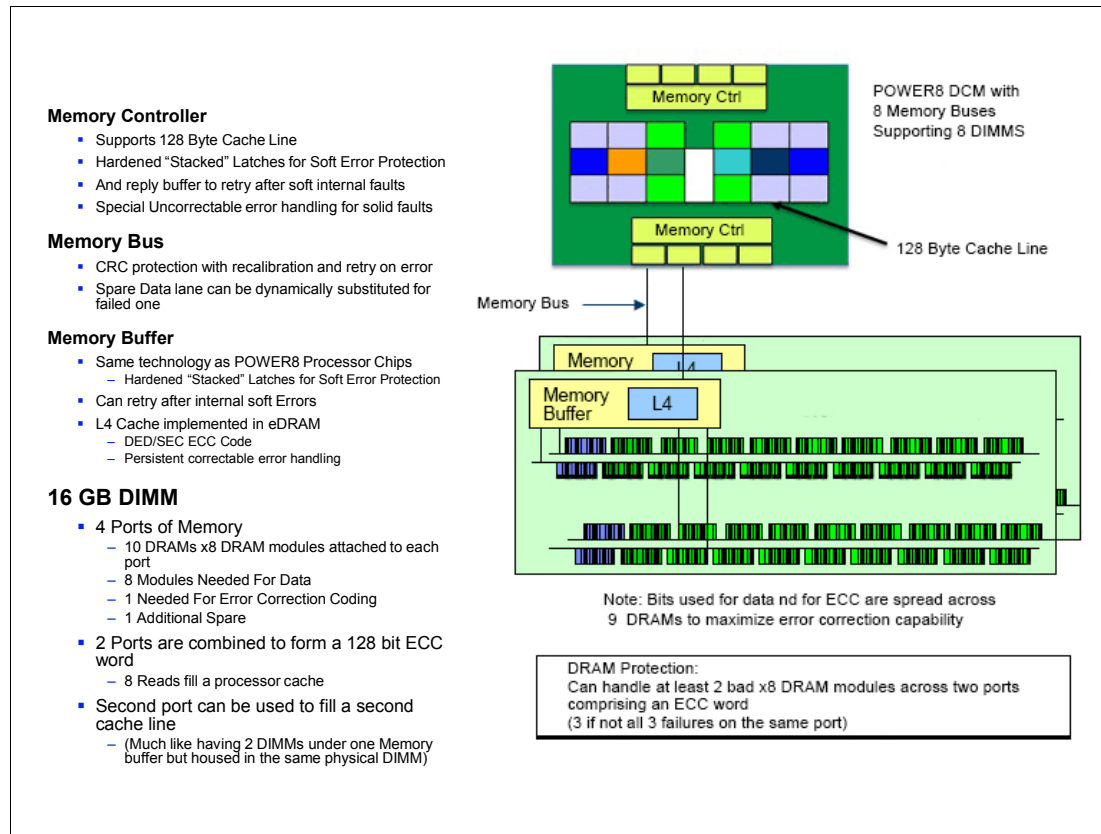 Memory Controller
▪ Supports 128 Byte Cache Line
▪ Hardened “Stacked” Latches for Soft Error Protection
▪ And reply buffer to retry after soft internal faults
▪ Special Uncorrectable error handling for solid faults
Memory Bus
▪ CRC protection with recalibration and retry on error
▪ Spare Data lane can be dynamically substituted for
failed one
Memory Buffer
▪ Same technology as POWER8 Processor Chips
– Hardened “Stacked” Latches for Soft Error Protection
▪ Can retry after internal soft Errors
▪ L4 Cache implemented in eDRAM
– DED/SEC ECC Code
– Persistent correctable error handling
16 GB DIMM
▪ 4 Ports of Memory
– 10 DRAMs x8 DRAM modules attached to each
port
– 8 Modules Needed For Data
– 1 Needed For Error Correction Coding
– 1 Additional Spare
▪ 2 Ports are combined to form a 128 bit ECC
word
– 8 Reads fill a processor cache
▪ Second port can be used to fill a second
cache line
– (Much like having 2 DIMMs under one Memory
buffer but housed in the same physical DIMM)
Memory Ctrl
POWER8 DCM with
8 Memory Buses
Supporting 8 DIMMS
Memory Ctrl
128 Byte Cache Line
Memory Bus
Memory
L4
Memory
Buffer
L4
Note: Bits used for data nd for ECC are spread across
9 DRAMs to maximize error correction capability
DRAM Protection:
Can handle at least 2 bad x8 DRAM modules across two ports
comprising an ECC word
(3 if not all 3 failures on the same port)